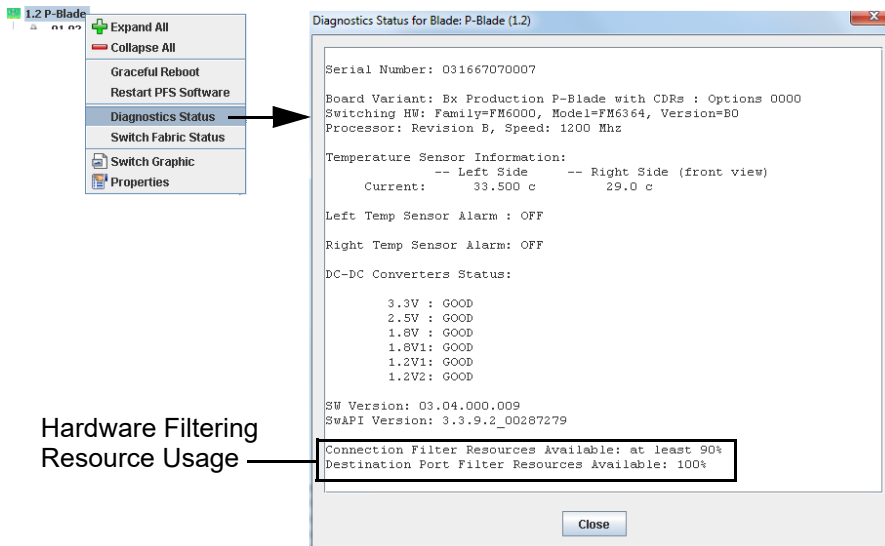 1.2 P-Blade
Expand All
Collapse All
Graceful Reboot
Restart PFS Software
Diagnostics Status
Switch Fabric Status
Switch Graphic
Properties
Diagnostics Status for Blade: P-Blade (1.2)
Serial Number: 031667070007
Board Variant: Bx Production P-Blade with CDRs : Options 0000
Switching HW: Family=FM6000, Model=FM6364, Version=B0
Processor: Revision B, Speed: 1200 Mhz
Temperature Sensor Information:
-- Left Side -- Right Side (front view)
Current: 33.500 c 29.0 c
Left Temp Sensor Alarm : OFF
Right Temp Sensor Alarm: OFF
DC-DC Converters Status:
3.3V : GOOD
2.5V : GOOD
1.8V : GOOD
1.8V1: GOOD
1.2V1: GOOD
1.2V2: GOOD
SW Version: 03.04.000.009
SwAPI Version: 3.3.9.2_00287279
Hardware Filtering
Resource Usage
Connection Filter Resources Available: at least 90%
Destination Port Filter Resources Available: 100%
Close